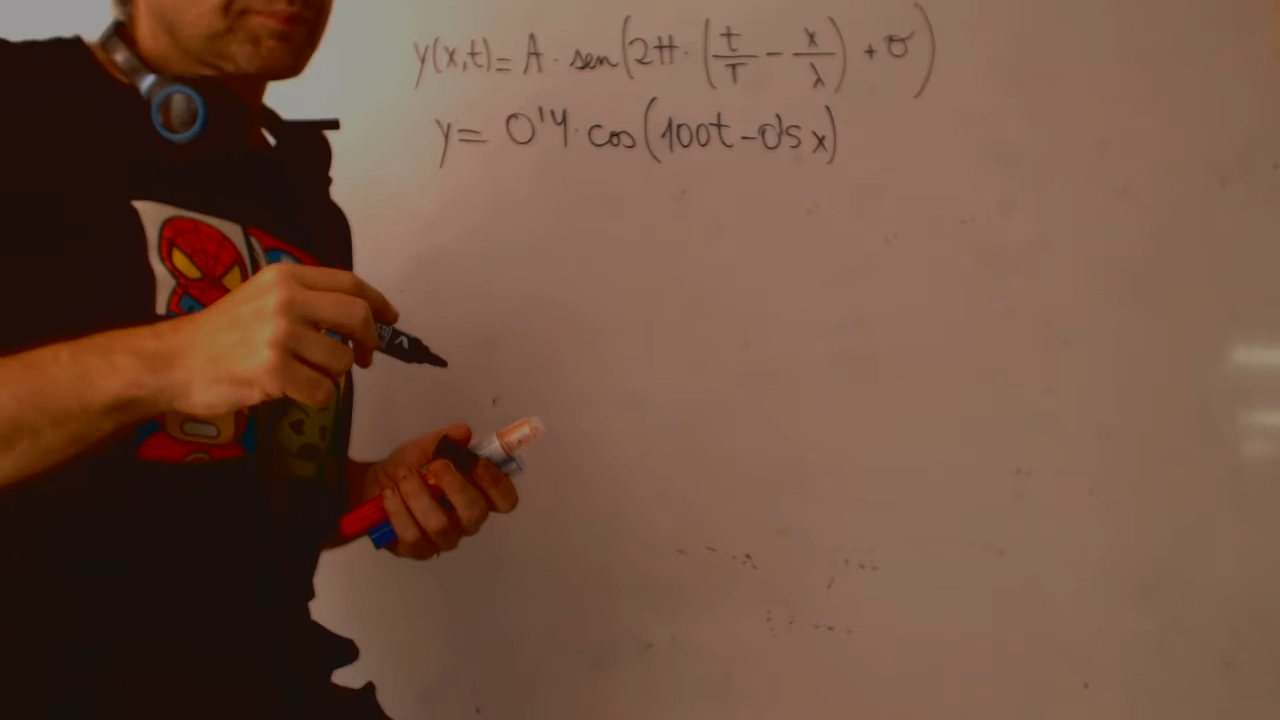 y(x,t) = A · sen(2π · (t/T − x/λ) + σ)
y = 0'4 · cos(100t − 0'5x)